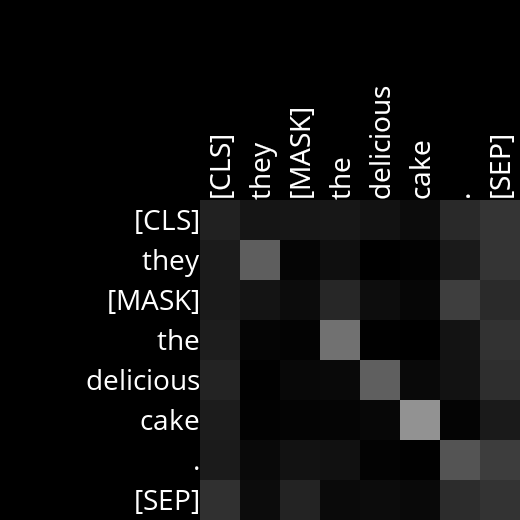 [CLS] they [MASK] the delicious cake . [SEP]
[CLS]
they
[MASK]
the
delicious
cake
.
[SEP]